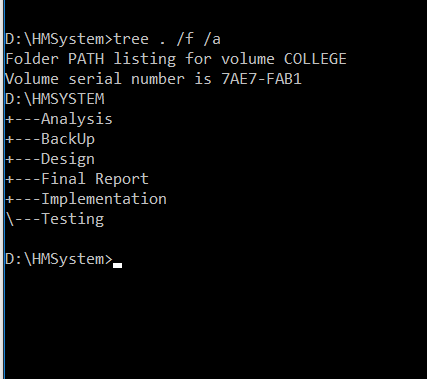 D:\HMSystem>tree . /f /a
Folder PATH listing for volume COLLEGE
Volume serial number is 7AE7-FAB1
D:\HMSYSTEM
+---Analysis
+---BackUp
+---Design
+---Final Report
+---Implementation
\---Testing
D:\HMSystem>